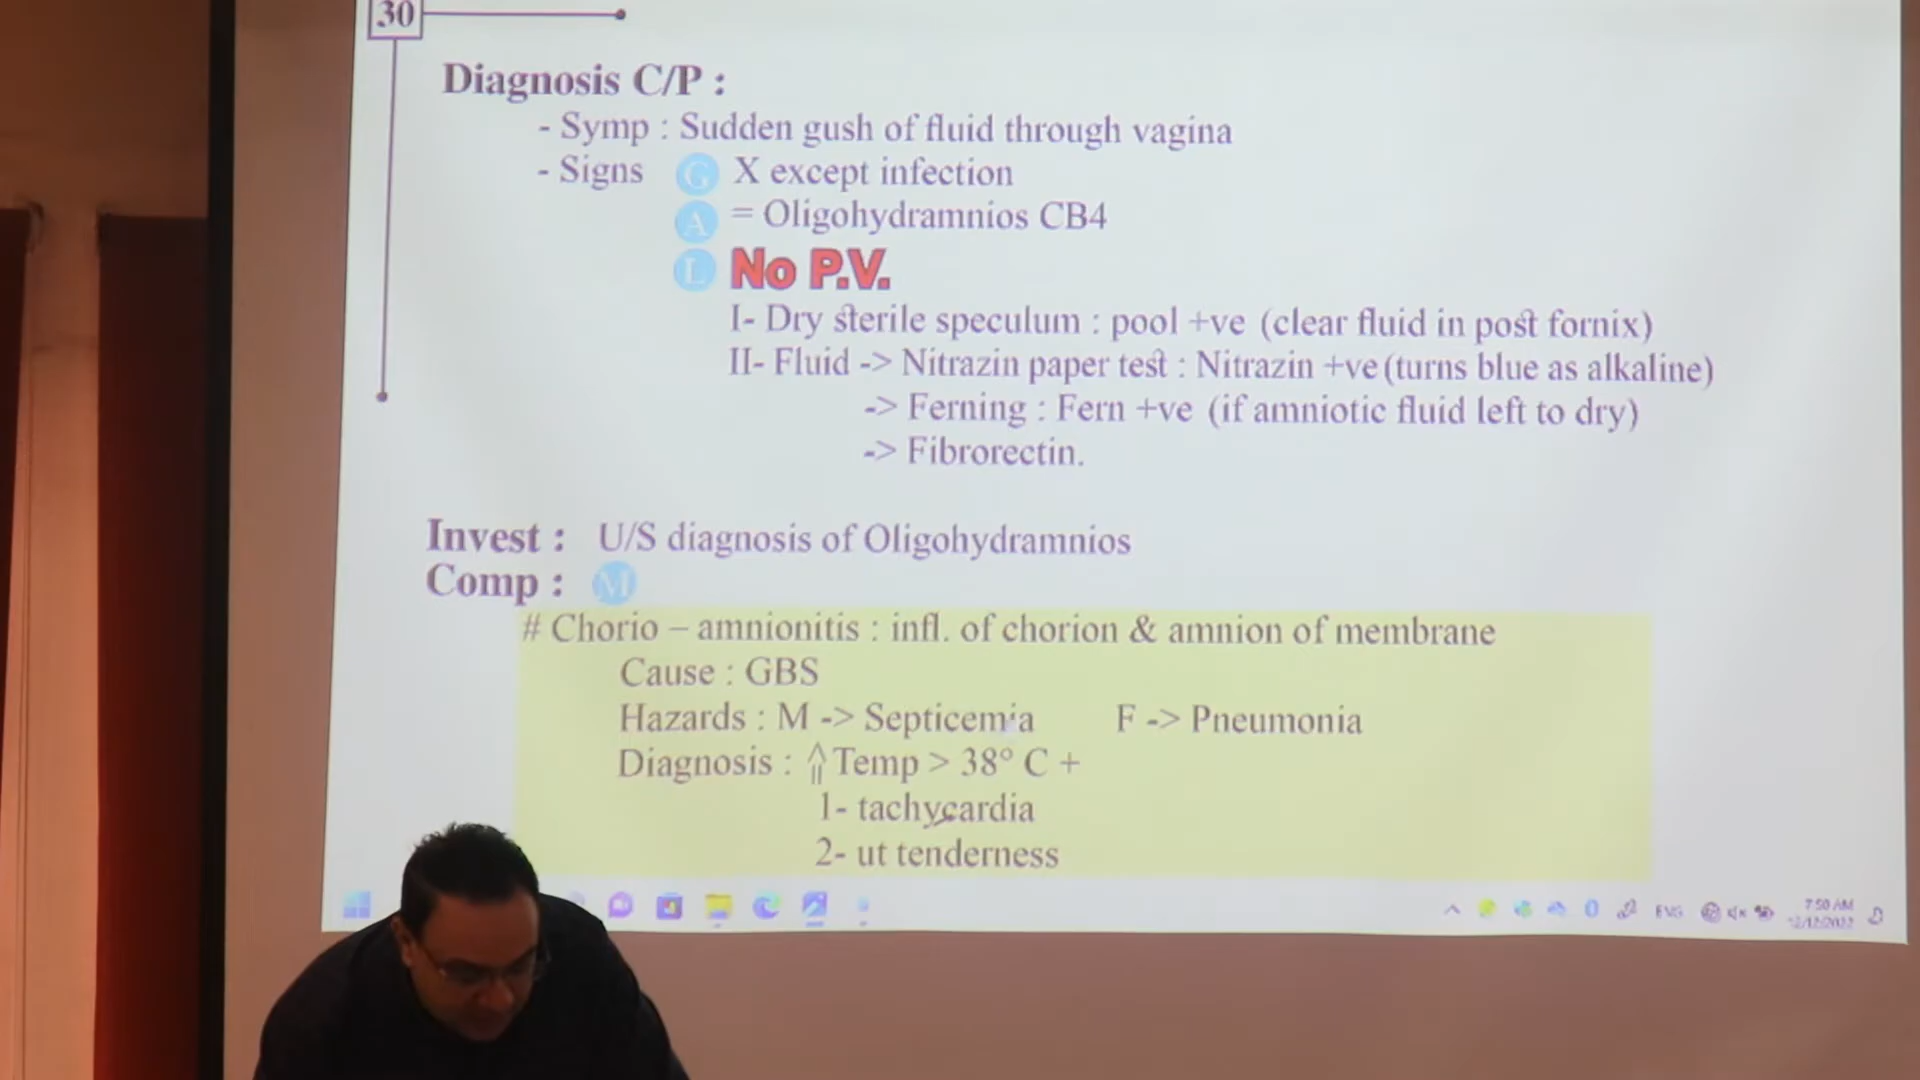 30
Diagnosis C/P :
- Symp : Sudden gush of fluid through vagina
- Signs G X except infection
A = Oligohydramnios CB4
L No P.V.
I- Dry sterile speculum : pool +ve (clear fluid in post fornix)
II- Fluid -> Nitrazin paper test : Nitrazin +ve (turns blue as alkaline)
-> Ferning : Fern +ve (if amniotic fluid left to dry)
-> Fibrorectin.
Invest : U/S diagnosis of Oligohydramnios
Comp : M
# Chorio – amnionitis : infl. of chorion & amnion of membrane
Cause : GBS
Hazards : M -> Septicemia F -> Pneumonia
Diagnosis : ⇑ Temp > 38° C +
1- tachycardia
2- ut tenderness
ENG
7:50 AM
12/12/2022